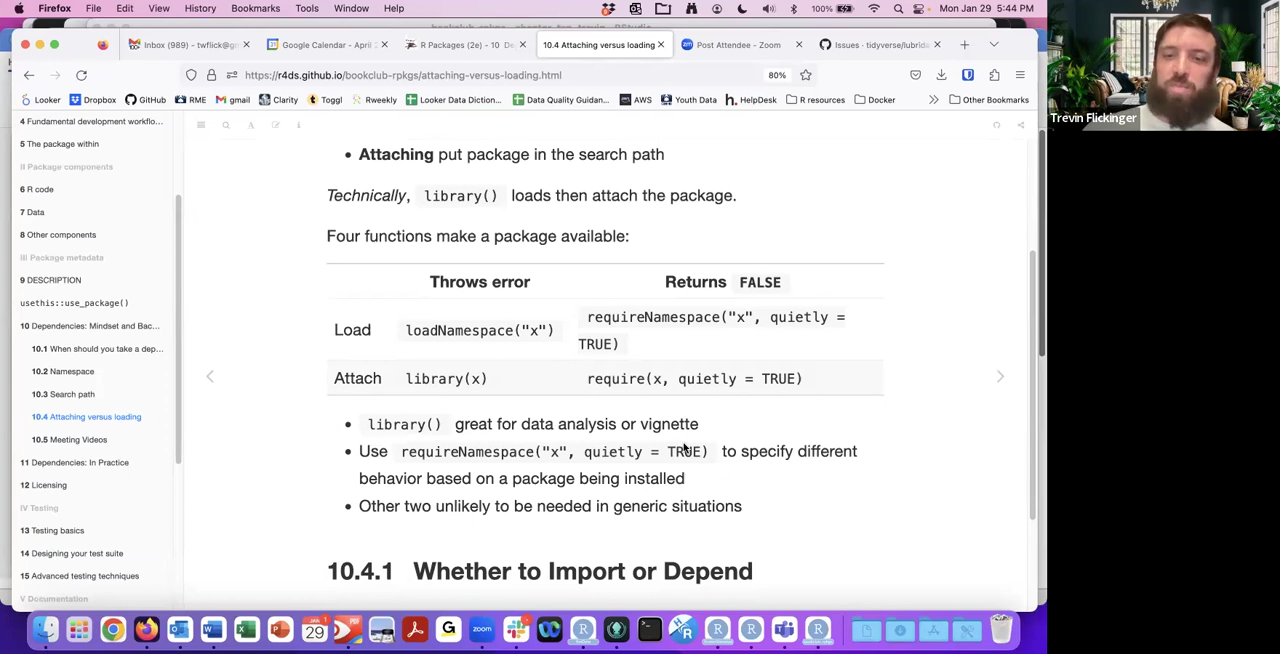 Firefox File Edit View History Bookmarks Tools Window Help 100% Mon Jan 29 5:44 PM
Inbox (989) - twflick@gr
Google Calendar - April 2
R Packages (2e) - 10 De
10.4 Attaching versus loading
Post Attendee - Zoom
Issues · tidyverse/lubrida
https://r4ds.github.io/bookclub-rpkgs/attaching-versus-loading.html
80%
Looker Dropbox GitHub RME gmail Clarity Toggl Rweekly Looker Data Diction... Data Quality Guidan... AWS Youth Data HelpDesk R resources Docker Other Bookmarks
Trevin Flickinger
4 Fundamental development workflo...
5 The package within
II Package components
6 R code
7 Data
8 Other components
III Package metadata
9 DESCRIPTION
usethis::use_package()
10 Dependencies: Mindset and Bac...
10.1 When should you take a dep...
10.2 Namespace
10.3 Search path
10.4 Attaching versus loading
10.5 Meeting Videos
11 Dependencies: In Practice
12 Licensing
IV Testing
13 Testing basics
14 Designing your test suite
15 Advanced testing techniques
V Documentation
• Attaching put package in the search path
Technically, library() loads then attach the package.
Four functions make a package available:
Throws error Returns FALSE
Load loadNamespace("x") requireNamespace("x", quietly =
TRUE)
Attach library(x) require(x, quietly = TRUE)
• library() great for data analysis or vignette
• Use requireNamespace("x", quietly = TRUE) to specify different
behavior based on a package being installed
• Other two unlikely to be needed in generic situations
10.4.1 Whether to Import or Depend
JAN
29
zoom